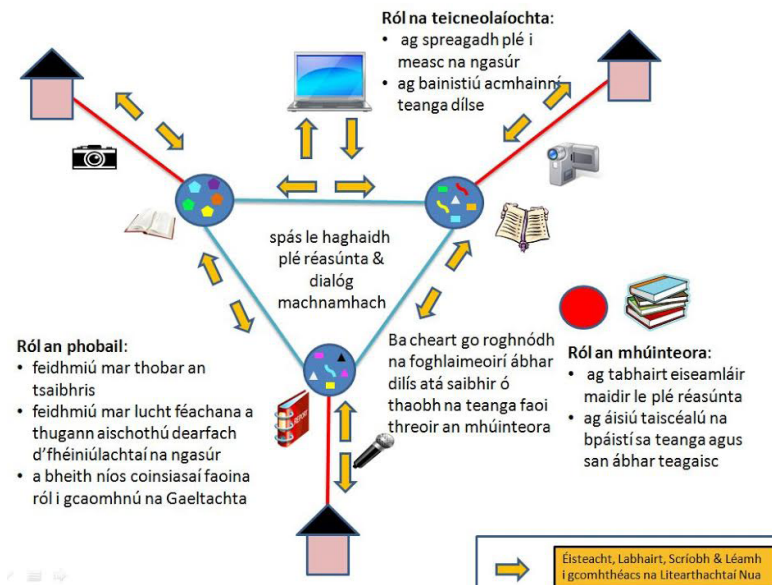 Ról na teicneolaíochta:
• ag spreagadh plé i
measc na ngasúr
• ag bainistiú acmhainní
teanga dílse
spás le haghaidh
plé réasúnta &
dialóg
machnamhach
Ról an phobail:
• feidhmiú mar thobar an
tsaibhris
• feidhmiú mar lucht féachana a
thugann aischothú dearfach
d'fhéiniúlachtaí na ngasúr
• a bheith níos coinsiasaí faoina
ról i gcaomhnú na Gaeltachta
REPORT
Ba cheart go roghnódh
na foghlaimeoirí ábhar
dilís atá saibhir ó
thaobh na teanga faoi
threoir an mhúinteora
Ról an mhúinteora:
• ag tabhairt eiseamláir
maidir le plé réasúnta
• ag áisiú taiscéalú na
bpáistí sa teanga agus
san ábhar teagaisc
Éisteacht, Labhairt, Scríobh & Léamh
i gcomhthéacs na Litearthachtaí Nua